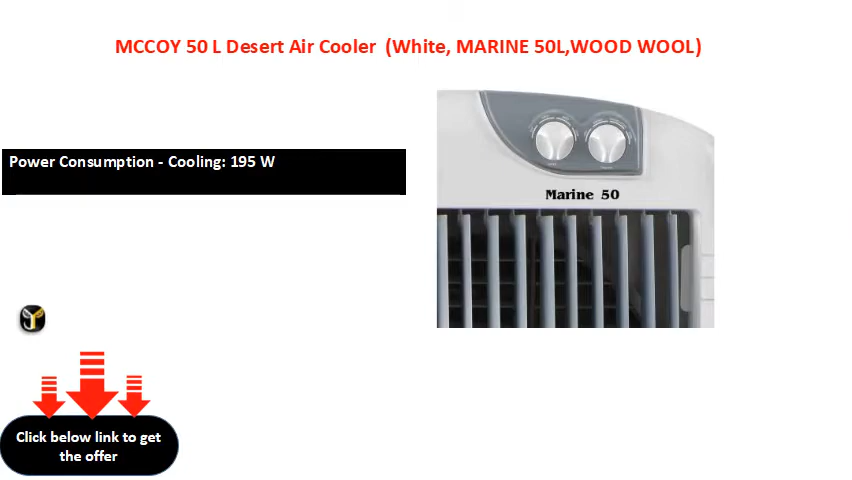 MCCOY 50 L Desert Air Cooler (White, MARINE 50L,WOOD WOOL)
Power Consumption - Cooling: 195 W
Marine 50
Click below link to get
the offer